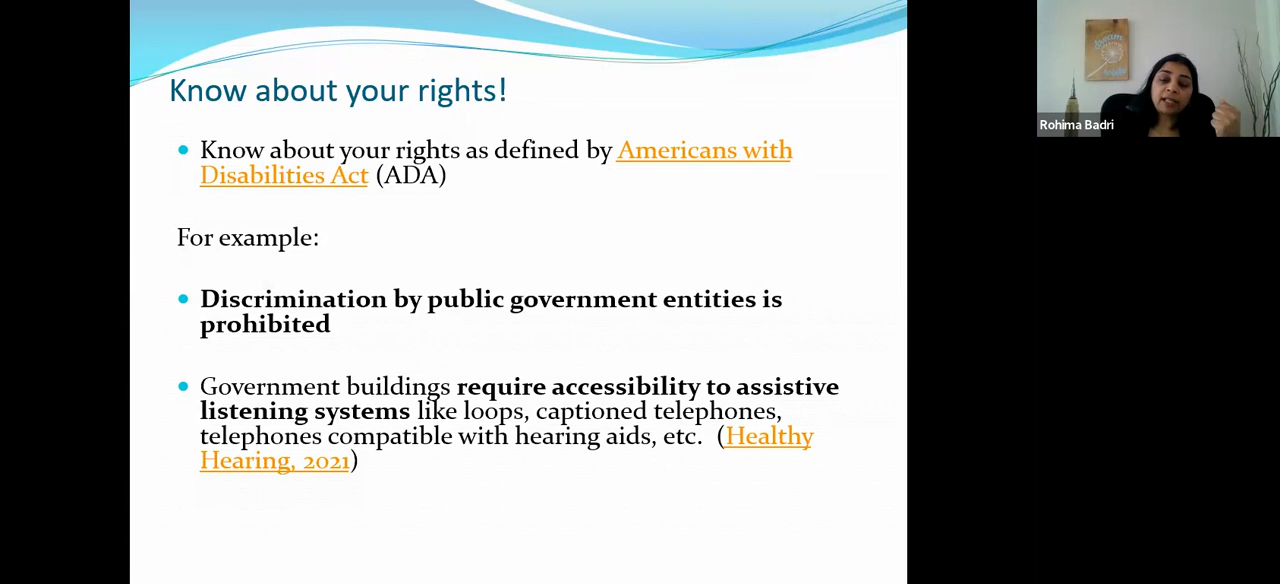 Know about your rights!
Know about your rights as defined by Americans with
Disabilities Act (ADA)
For example:
Discrimination by public government entities is
prohibited
Government buildings require accessibility to assistive
listening systems like loops, captioned telephones,
telephones compatible with hearing aids, etc. (Healthy
Hearing, 2021)
Rohima Badri
dream